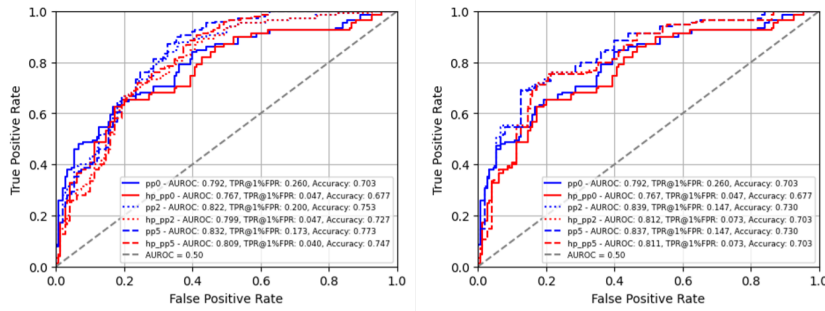 1.0
0.8
0.6
0.4
0.2
0.0
True Positive Rate
0.0 0.2 0.4 0.6 0.8 1.0
False Positive Rate
pp0 - AUROC: 0.792, TPR@1%FPR: 0.260, Accuracy: 0.703
hp_pp0 - AUROC: 0.767, TPR@1%FPR: 0.047, Accuracy: 0.677
pp2 - AUROC: 0.822, TPR@1%FPR: 0.200, Accuracy: 0.753
hp_pp2 - AUROC: 0.799, TPR@1%FPR: 0.047, Accuracy: 0.727
pp5 - AUROC: 0.832, TPR@1%FPR: 0.173, Accuracy: 0.773
hp_pp5 - AUROC: 0.809, TPR@1%FPR: 0.040, Accuracy: 0.747
AUROC = 0.50
1.0
0.8
0.6
0.4
0.2
0.0
True Positive Rate
0.0 0.2 0.4 0.6 0.8 1.0
False Positive Rate
pp0 - AUROC: 0.792, TPR@1%FPR: 0.260, Accuracy: 0.703
hp_pp0 - AUROC: 0.767, TPR@1%FPR: 0.047, Accuracy: 0.677
pp2 - AUROC: 0.839, TPR@1%FPR: 0.147, Accuracy: 0.730
hp_pp2 - AUROC: 0.812, TPR@1%FPR: 0.073, Accuracy: 0.703
pp5 - AUROC: 0.837, TPR@1%FPR: 0.147, Accuracy: 0.730
hp_pp5 - AUROC: 0.811, TPR@1%FPR: 0.073, Accuracy: 0.703
AUROC = 0.50